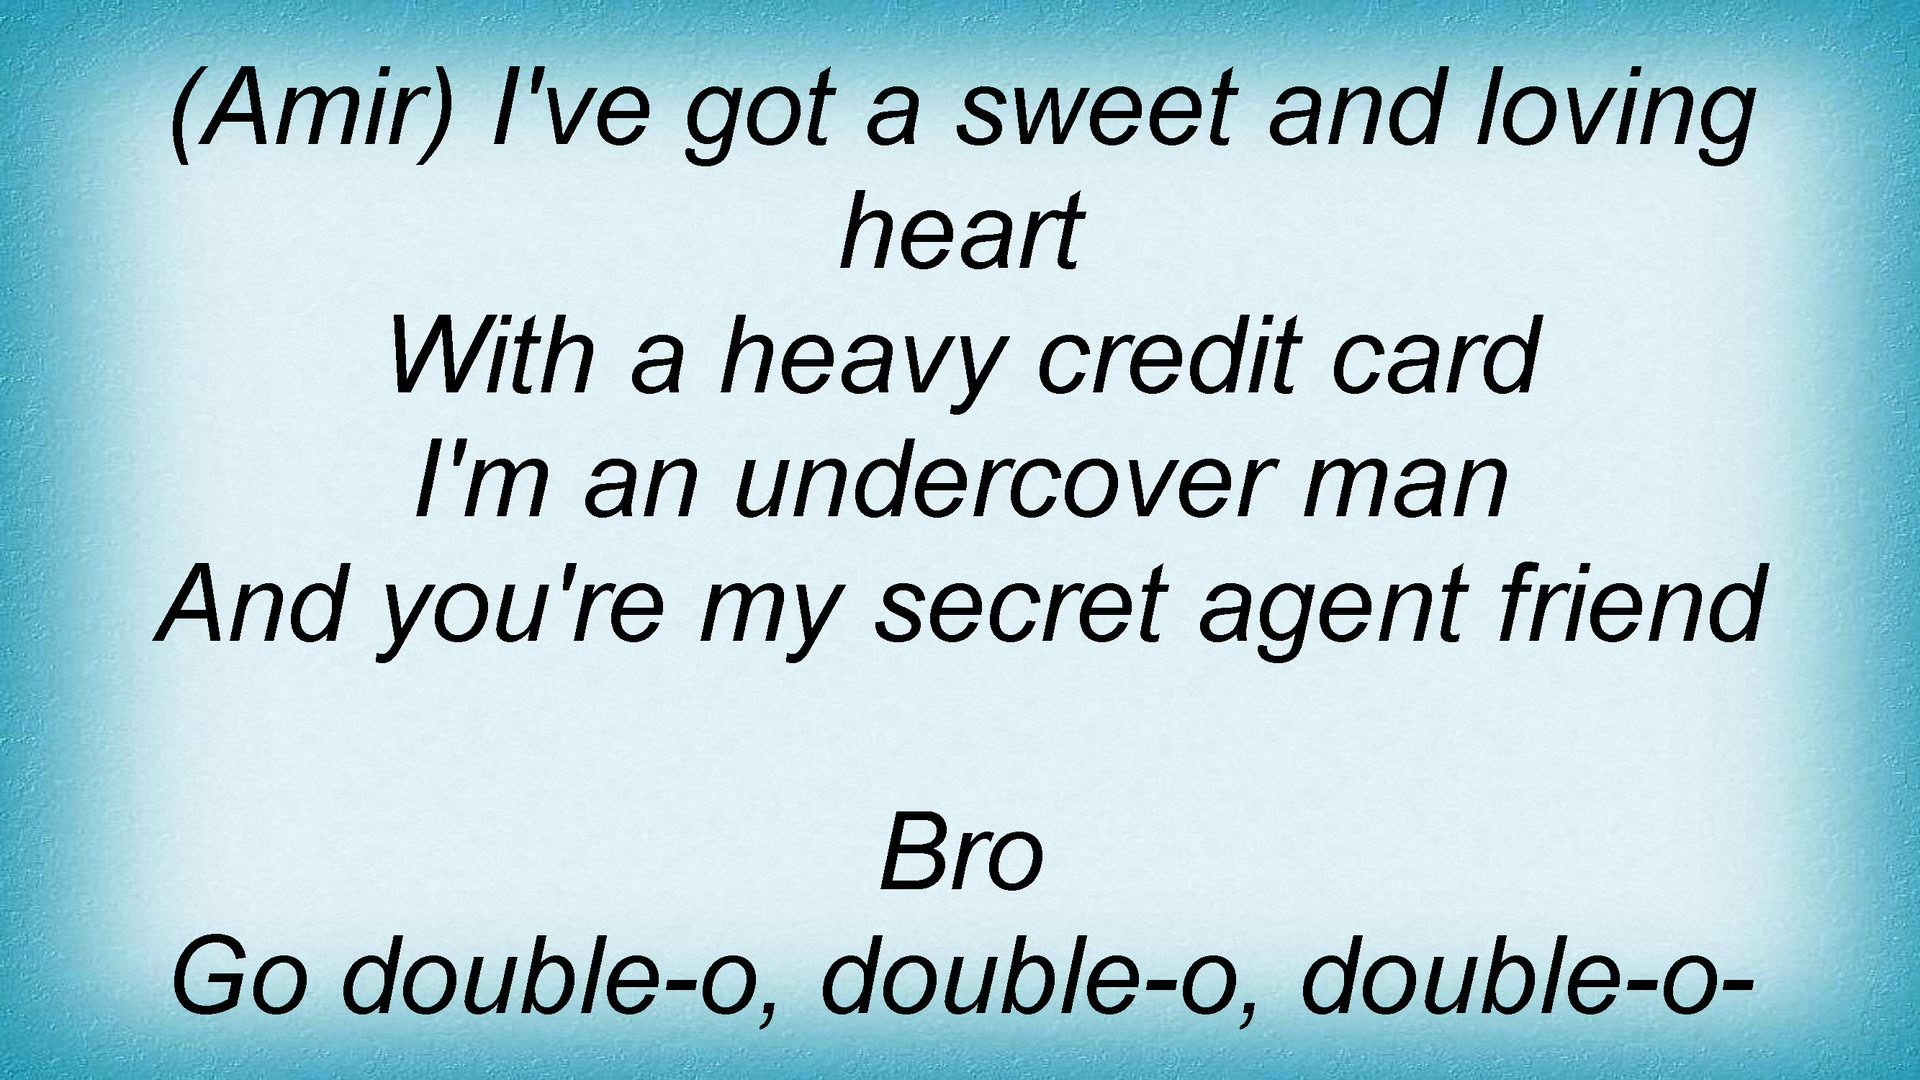 (Amir) I've got a sweet and loving
heart
With a heavy credit card
I'm an undercover man
And you're my secret agent friend
Bro
Go double-o, double-o, double-o-